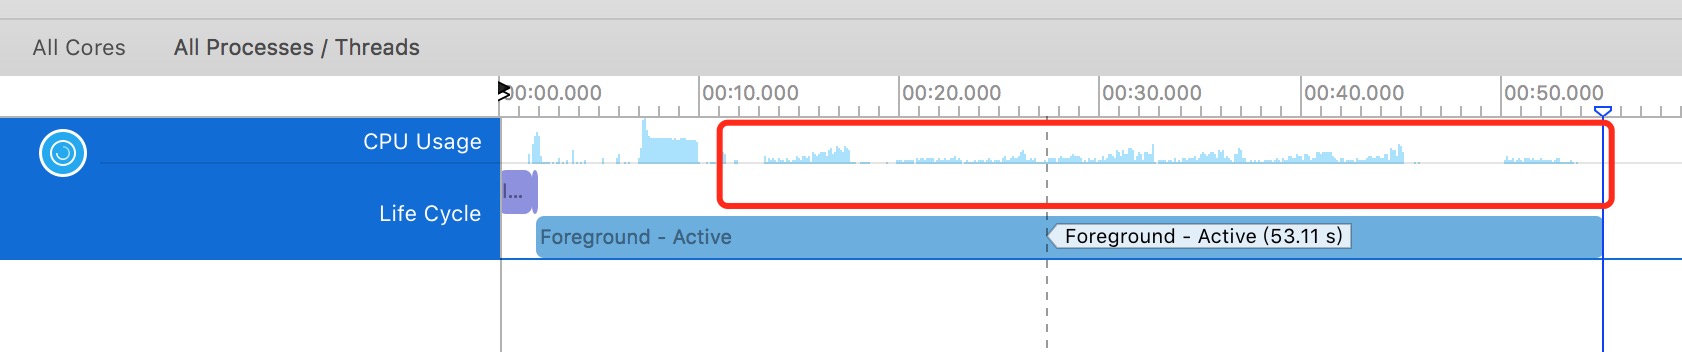 All Cores All Processes / Threads
00:00.000 00:10.000 00:20.000 00:30.000 00:40.000 00:50.000
CPU Usage
I...
Life Cycle
Foreground - Active
Foreground - Active (53.11 s)